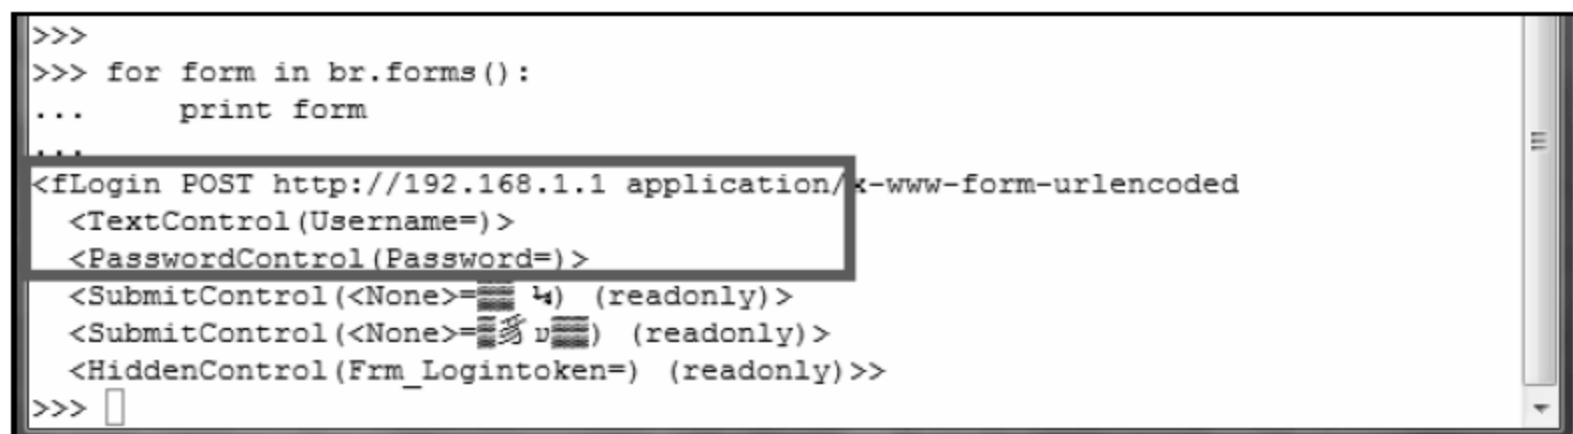 >>>
>>> for form in br.forms():
...     print form
...
<fLogin POST http://192.168.1.1 application/x-www-form-urlencoded
  <TextControl(Username=)>
  <PasswordControl(Password=)>
  <SubmitControl(<None>=) (readonly)>
  <SubmitControl(<None>=) (readonly)>
  <HiddenControl(Frm_Logintoken=) (readonly)>>
>>>